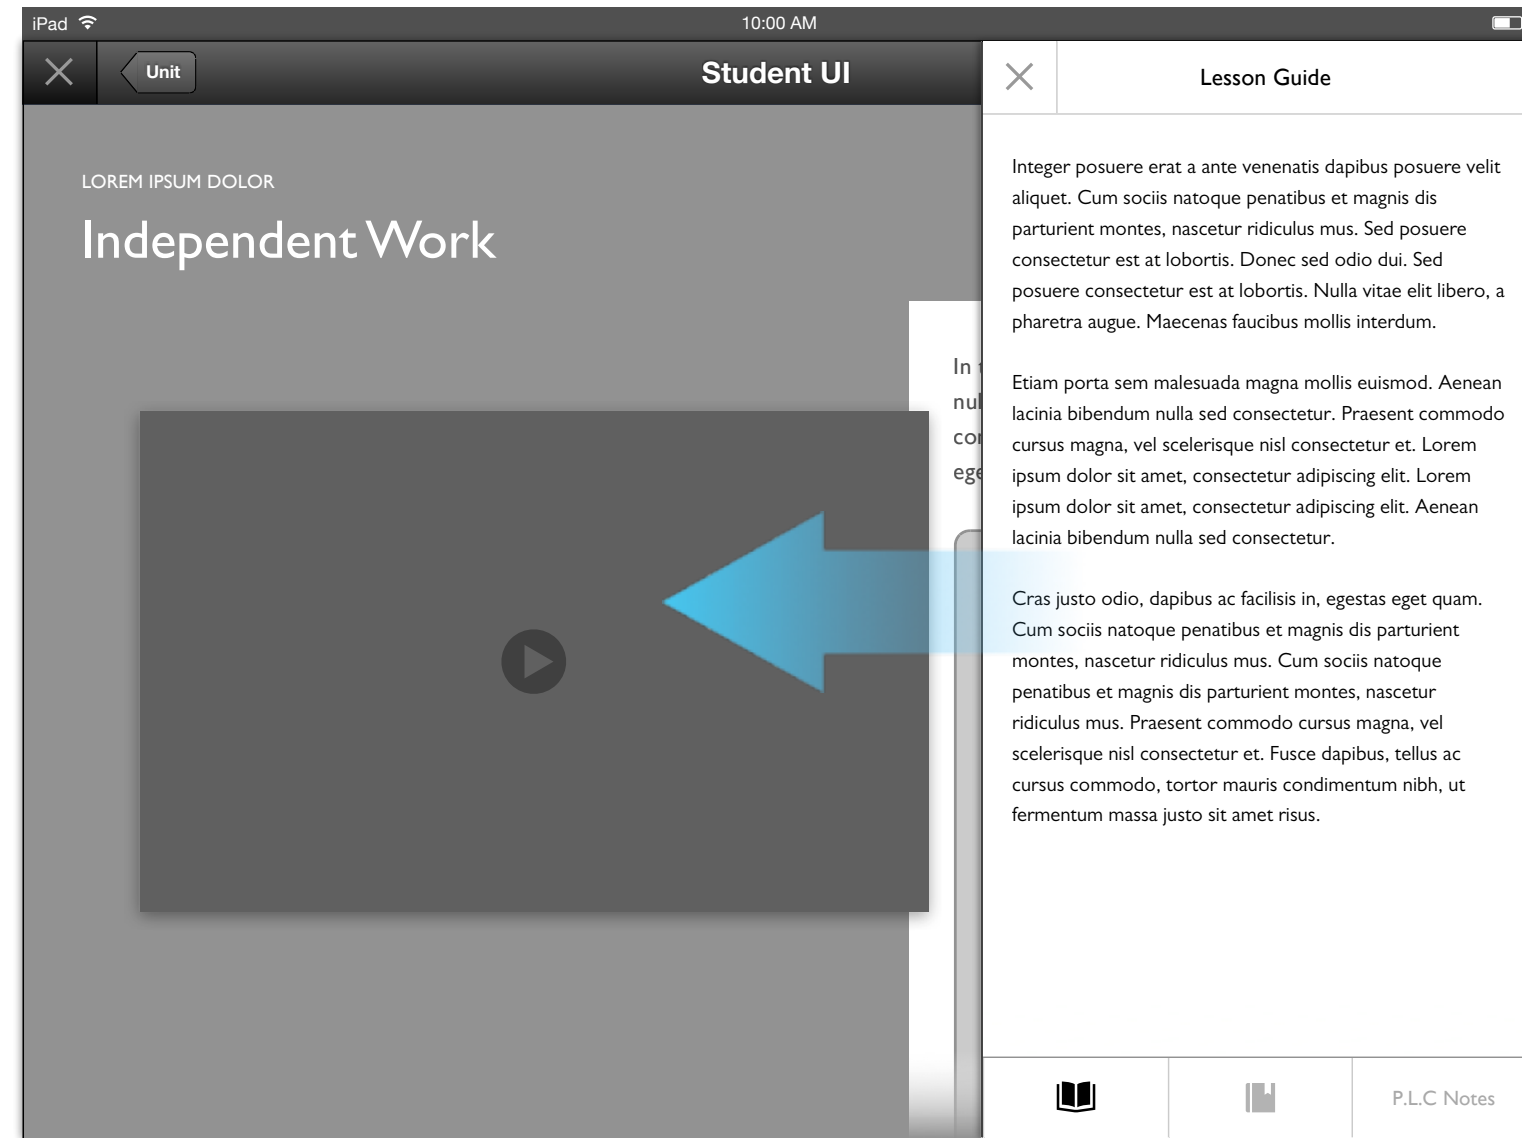 iPad
10:00 AM
Unit
Student UI
LOREM IPSUM DOLOR
Independent Work
In
Lesson Guide
Integer posuere erat a ante venenatis dapibus posuere velit
aliquet. Cum sociis natoque penatibus et magnis dis
parturient montes, nascetur ridiculus mus. Sed posuere
consectetur est at lobortis. Donec sed odio dui. Sed
posuere consectetur est at lobortis. Nulla vitae elit libero, a
pharetra augue. Maecenas faucibus mollis interdum.
Etiam porta sem malesuada magna mollis euismod. Aenean
lacinia bibendum nulla sed consectetur. Praesent commodo
cursus magna, vel scelerisque nisl consectetur et. Lorem
ipsum dolor sit amet, consectetur adipiscing elit. Lorem
ipsum dolor sit amet, consectetur adipiscing elit. Aenean
lacinia bibendum nulla sed consectetur.
Cras justo odio, dapibus ac facilisis in, egestas eget quam.
Cum sociis natoque penatibus et magnis dis parturient
montes, nascetur ridiculus mus. Cum sociis natoque
penatibus et magnis dis parturient montes, nascetur
ridiculus mus. Praesent commodo cursus magna, vel
scelerisque nisl consectetur et. Fusce dapibus, tellus ac
cursus commodo, tortor mauris condimentum nibh, ut
fermentum massa justo sit amet risus.
P.L.C Notes